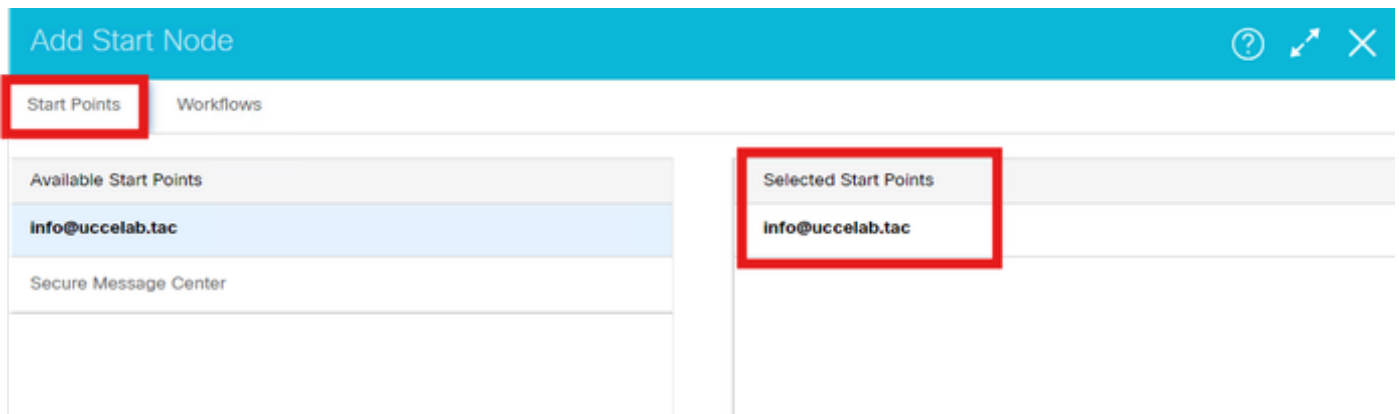 Add Start Node
Start Points Workflows
Available Start Points
info@uccelab.tac
Secure Message Center
Selected Start Points
info@uccelab.tac